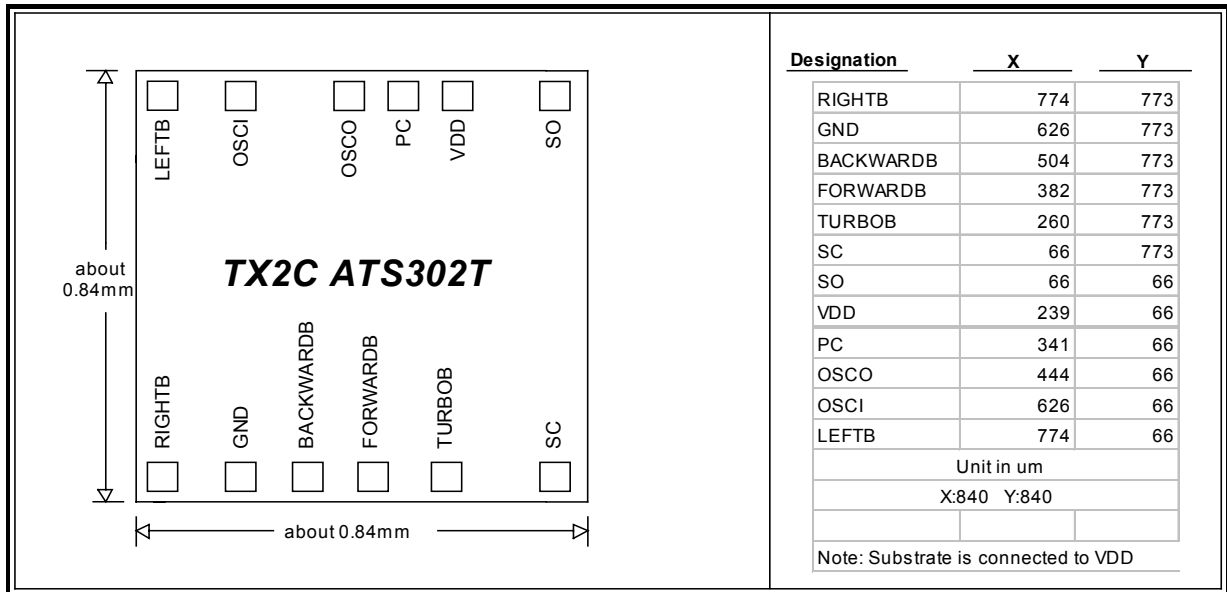 LEFTB
OSCI
OSCO
PC
VDD
SO
about
0.84mm
TX2C ATS302T
RIGHTB
GND
BACKWARDB
FORWARDB
TURBOB
SC
about 0.84mm
Designation X Y
RIGHTB 774 773
GND 626 773
BACKWARDB 504 773
FORWARDB 382 773
TURBOB 260 773
SC 66 773
SO 66 66
VDD 239 66
PC 341 66
OSCO 444 66
OSCI 626 66
LEFTB 774 66
Unit in um
X:840 Y:840
Note: Substrate is connected to VDD